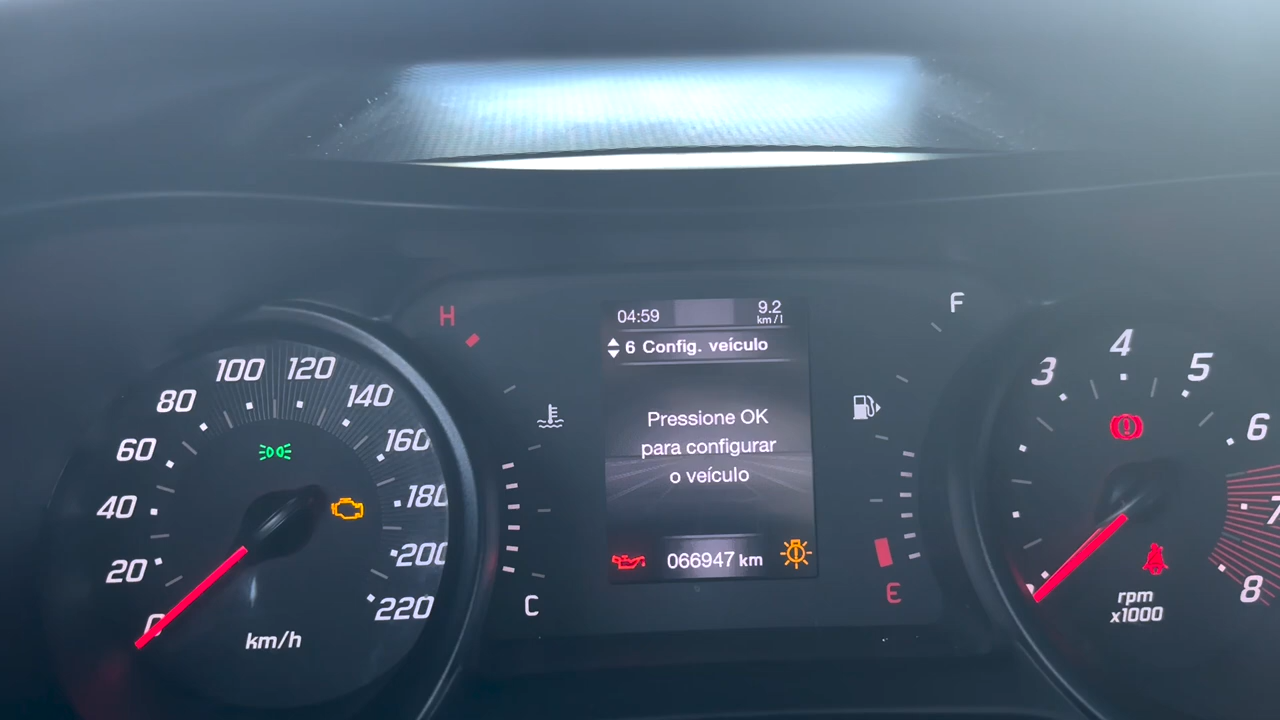 04:59
9.2
km/l
6 Config. veículo
Pressione OK
para configurar
o veículo
066947 km
H
C
F
E
0
20
40
60
80
100
120
140
160
180
200
220
km/h
3
4
5
6
7
8
rpm
x1000